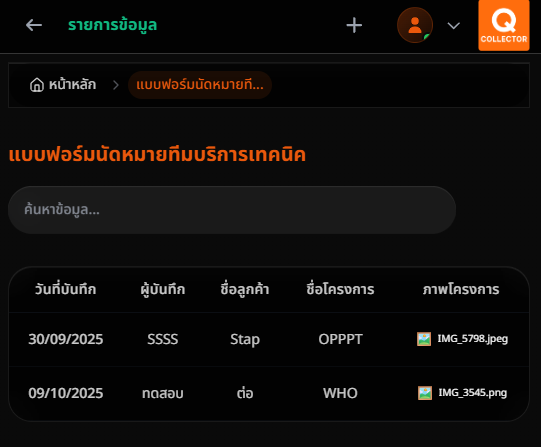 รายการข้อมูล
Q
COLLECTOR
หน้าหลัก > แบบฟอร์มนัดหมายที...
แบบฟอร์มนัดหมายทีมบริการเทคนิค
ค้นหาข้อมูล...
วันที่บันทึก ผู้บันทึก ชื่อลูกค้า ชื่อโครงการ ภาพโครงการ
30/09/2025 SSSS Stap OPPPT IMG_5798.jpeg
09/10/2025 ทดสอบ ต่อ WHO IMG_3545.png